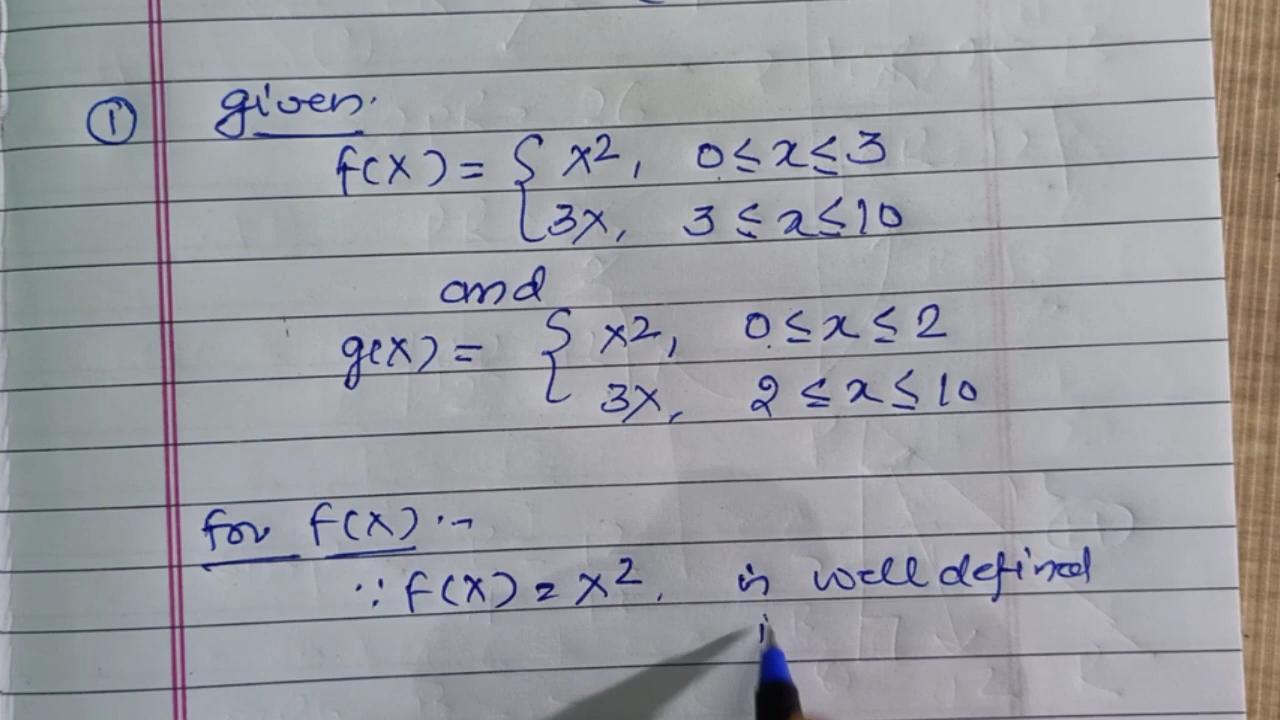 ① given.
f(x) = { x2, 0 ≤ x ≤ 3
3x, 3 ≤ x ≤ 10
and
g(x) = { x2, 0 ≤ x ≤ 2
3x, 2 ≤ x ≤ 10
for f(x) :-
∵ f(x) = x2. is well defined